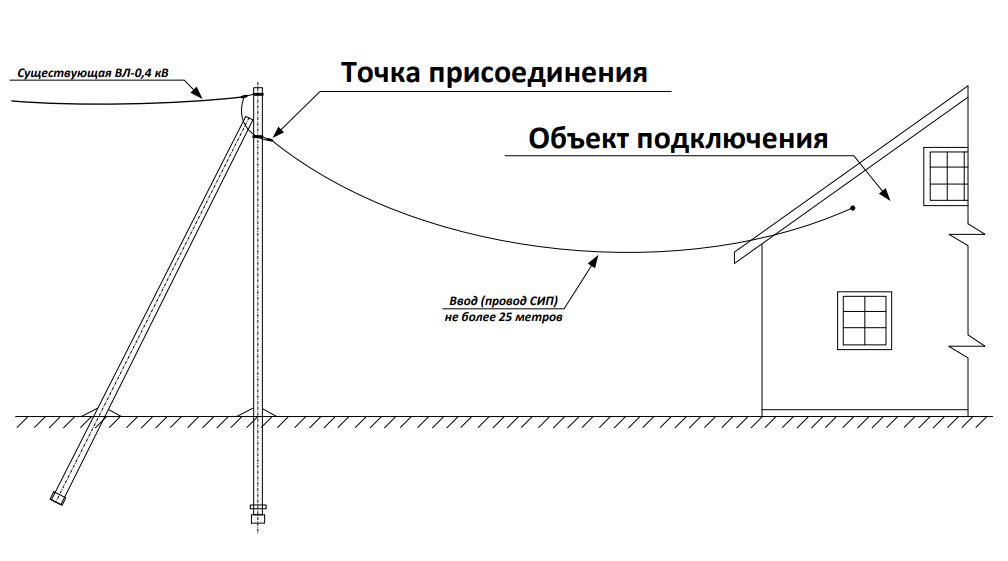 Точка присоединения
Существующая ВЛ-0,4 кВ
Объект подключения
Ввод (провод СИП)
не более 25 метров